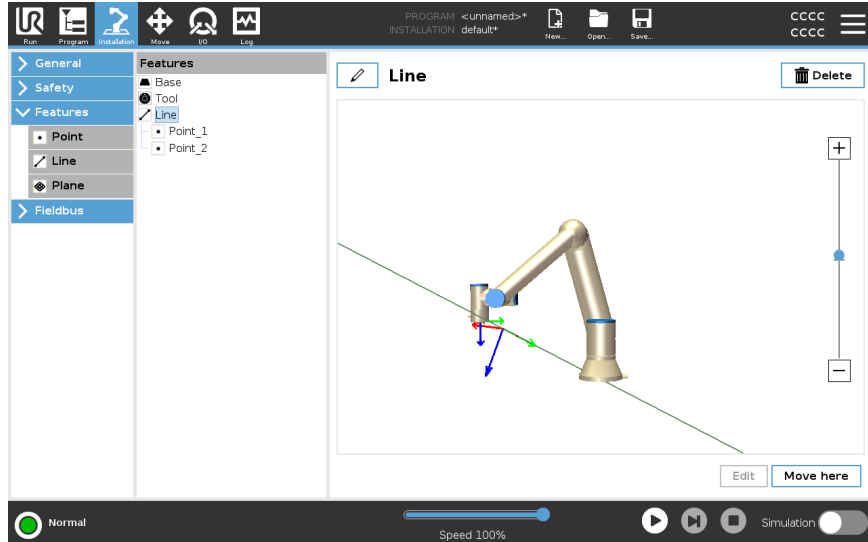 UR
PROGRAM <unnamed>*
INSTALLATION default*
Run Program Installation Move I/O Log New... Open... Save...
CCCC
CCCC
General
Safety
Features
Point
Line
Plane
Fieldbus
Features
Base
Tool
Line
Point_1
Point_2
Line
Delete
+
−
Edit Move here
Normal
Speed 100%
Simulation